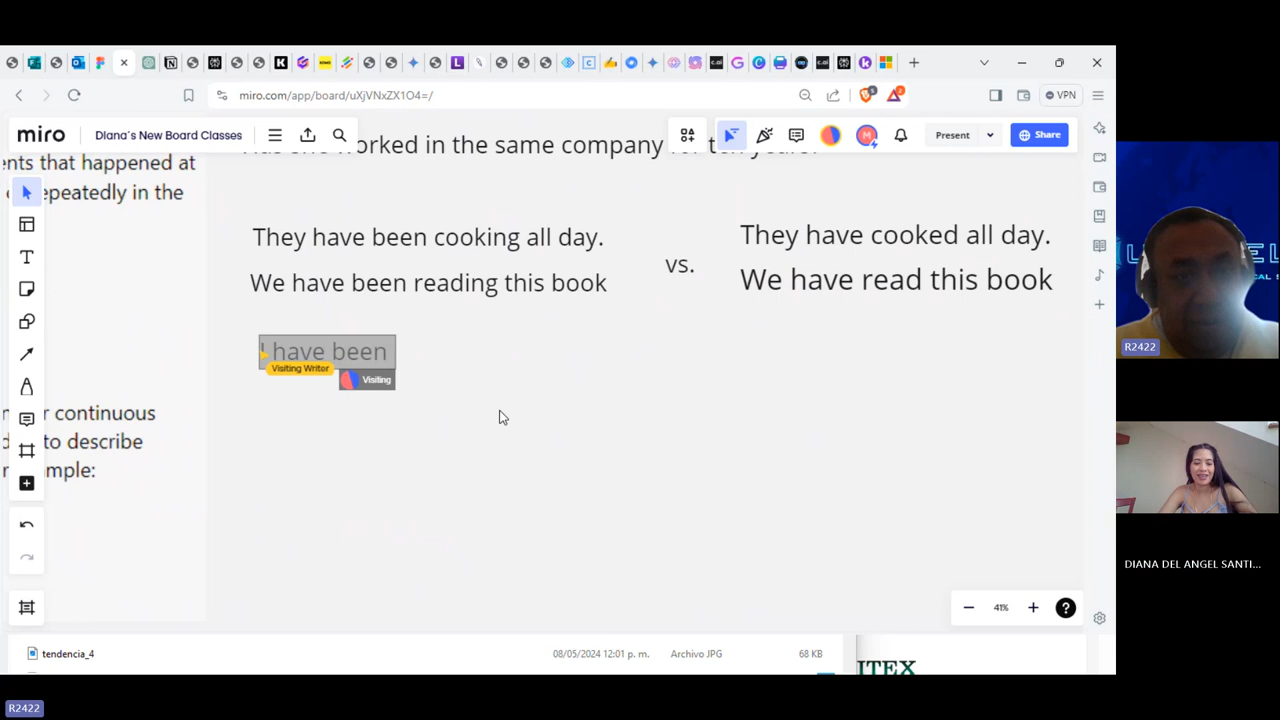 miro.com/app/board/uXjVNxZX1O4=/
VPN
miro
DIana's New Board Classes
Present
Share
worked in the same company
ents that happened at
epeatedly in the
They have been cooking all day.
We have been reading this book
vs.
They have cooked all day.
We have read this book
I have been
Visiting Writer
Visiting
r continuous
to describe
mple:
41%
tendencia_4
08/05/2024 12:01 p. m.
Archivo JPG
68 KB
ITEX
R2422
DIANA DEL ANGEL SANTI...
R2422